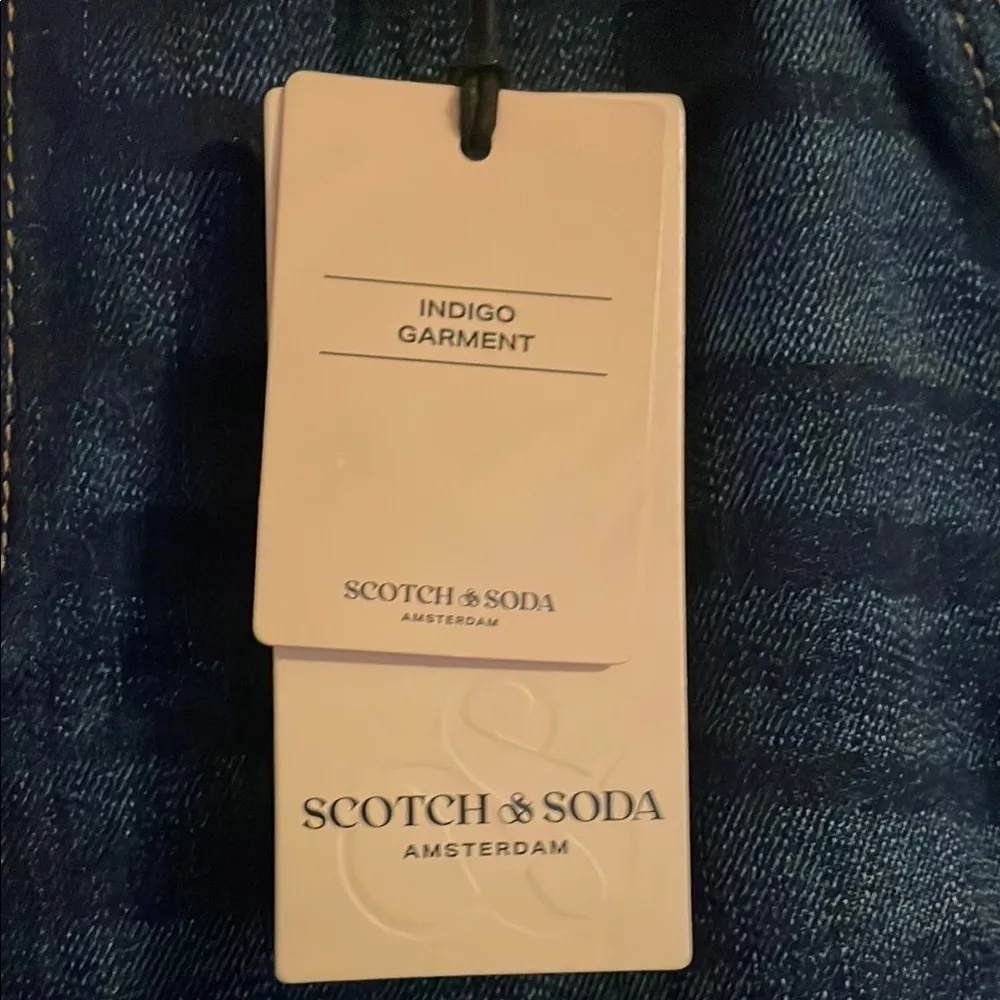 INDIGO
GARMENT
SCOTCH & SODA
AMSTERDAM
SCOTCH & SODA
AMSTERDAM